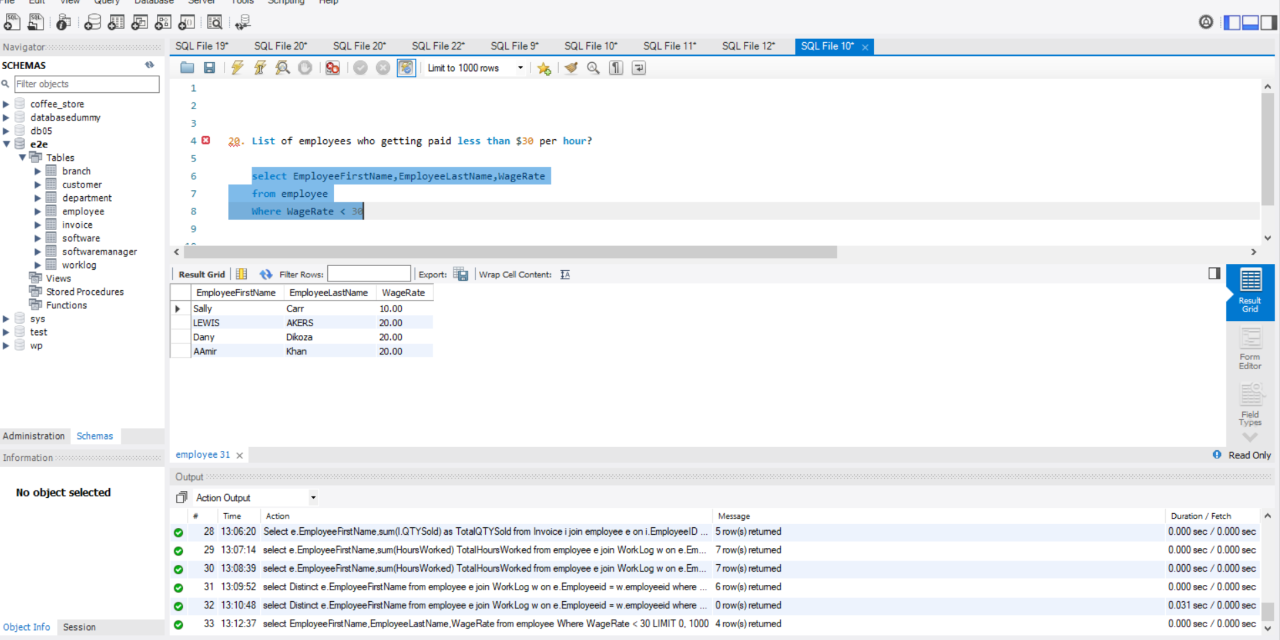 File Edit View Query Database Server Tools Scripting Help
Navigator
SCHEMAS
Filter objects
coffee_store
databasedummy
db05
e2e
Tables
branch
customer
department
employee
invoice
software
softwaremanager
worklog
Views
Stored Procedures
Functions
sys
test
wp
Administration Schemas
Information
No object selected
Object Info Session
SQL File 19* SQL File 20* SQL File 20* SQL File 22* SQL File 9* SQL File 10* SQL File 11* SQL File 12* SQL File 10*
Limit to 1000 rows
1
2
3
4 20. List of employees who getting paid less than $30 per hour?
5
6 select EmployeeFirstName,EmployeeLastName,WageRate
7 from employee
8 Where WageRate < 30
9
10
Result Grid Filter Rows: Export: Wrap Cell Content:
EmployeeFirstName EmployeeLastName WageRate
Sally Carr 10.00
LEWIS AKERS 20.00
Dany Dikoza 20.00
AAmir Khan 20.00
Result Grid
Form Editor
Field Types
employee 31
Read Only
Output
Action Output
# Time Action Message Duration / Fetch
28 13:06:20 Select e.EmployeeFirstName,sum(I.QTYSold) as TotalQTYSold from Invoice i join employee e on i.EmployeeID ... 5 row(s) returned 0.000 sec / 0.000 sec
29 13:07:14 select e.EmployeeFirstName,sum(HoursWorked) TotalHoursWorked from employee e join WorkLog w on e.Em... 7 row(s) returned 0.000 sec / 0.000 sec
30 13:08:39 select e.EmployeeFirstName,sum(HoursWorked) TotalHoursWorked from employee e join WorkLog w on e.Em... 7 row(s) returned 0.000 sec / 0.000 sec
31 13:09:52 select Distinct e.EmployeeFirstName from employee e join WorkLog w on e.Employeeid = w.employeeid where ... 6 row(s) returned 0.000 sec / 0.000 sec
32 13:10:48 select Distinct e.EmployeeFirstName from employee e join WorkLog w on e.Employeeid = w.employeeid where ... 0 row(s) returned 0.031 sec / 0.000 sec
33 13:12:37 select EmployeeFirstName,EmployeeLastName,WageRate from employee Where WageRate < 30 LIMIT 0, 1000 4 row(s) returned 0.000 sec / 0.000 sec